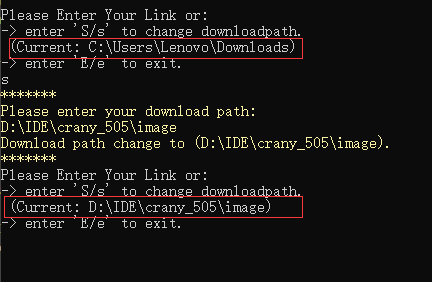 Please Enter Your Link or:
-> enter 'S/s' to change downloadpath.
(Current: C:\Users\Lenovo\Downloads)
-> enter 'E/e' to exit.
s
*******
Please enter your download path:
D:\IDE\crany_505\image
Download path change to (D:\IDE\crany_505\image).
*******
Please Enter Your Link or:
-> enter 'S/s' to change downloadpath.
(Current: D:\IDE\crany_505\image)
-> enter 'E/e' to exit.